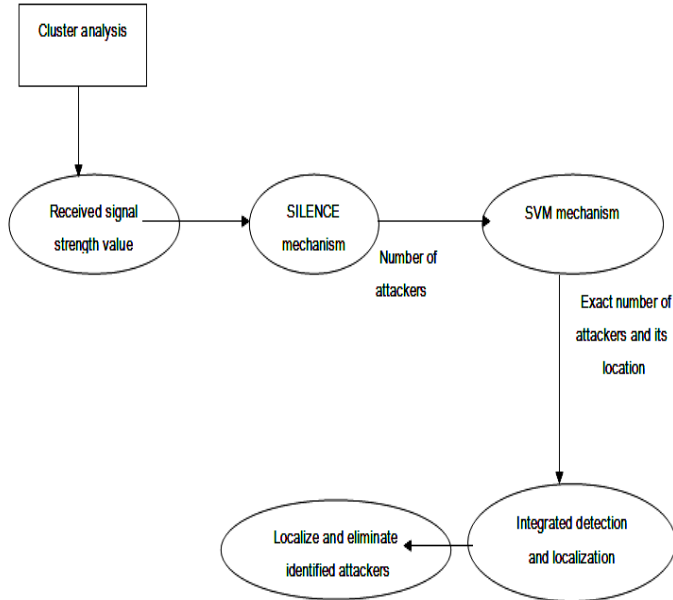 Cluster analysis
Received signal
strength value
SILENCE
mechanism
Number of
attackers
SVM mechanism
Exact number of
attackers and its
location
Integrated detection
and localization
Localize and eliminate
identified attackers